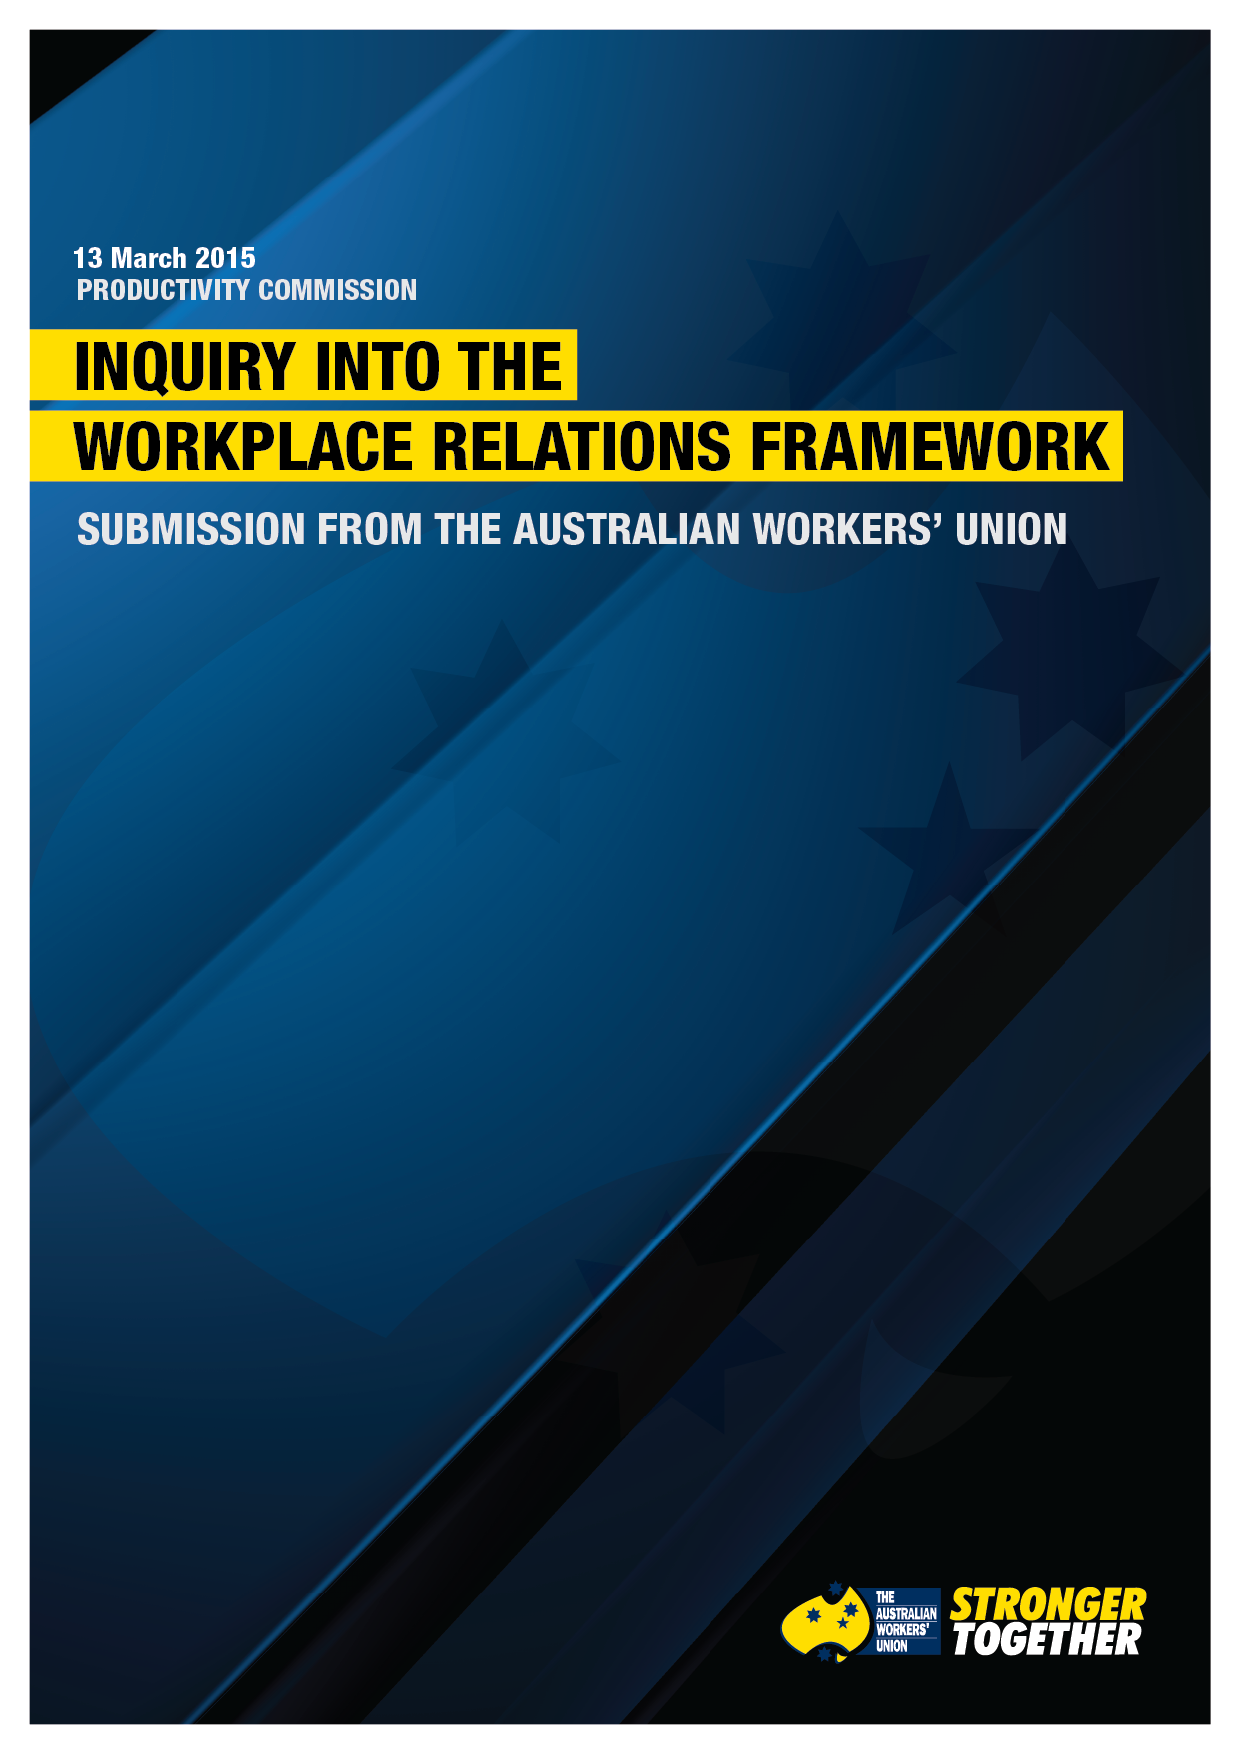 13 March 2015
PRODUCTIVITY COMMISSION
INQUIRY INTO THE
WORKPLACE RELATIONS FRAMEWORK
SUBMISSION FROM THE AUSTRALIAN WORKERS’ UNION
THE
AUSTRALIAN
WORKERS'
UNION
STRONGER
TOGETHER